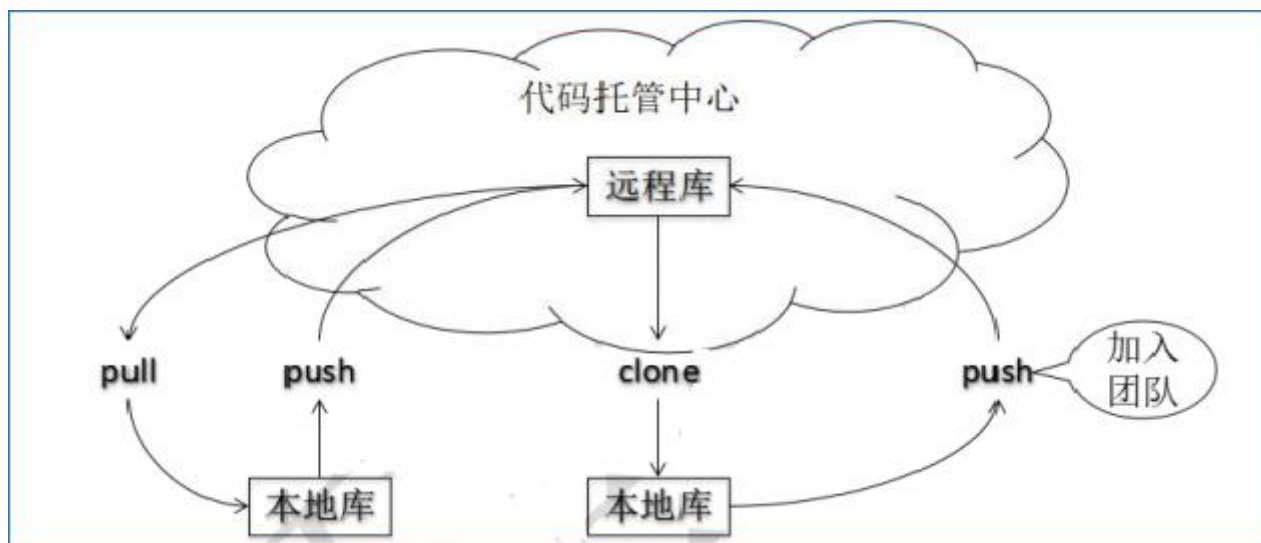 代码托管中心
远程库
pull
push
clone
push
加入
团队
本地库
本地库